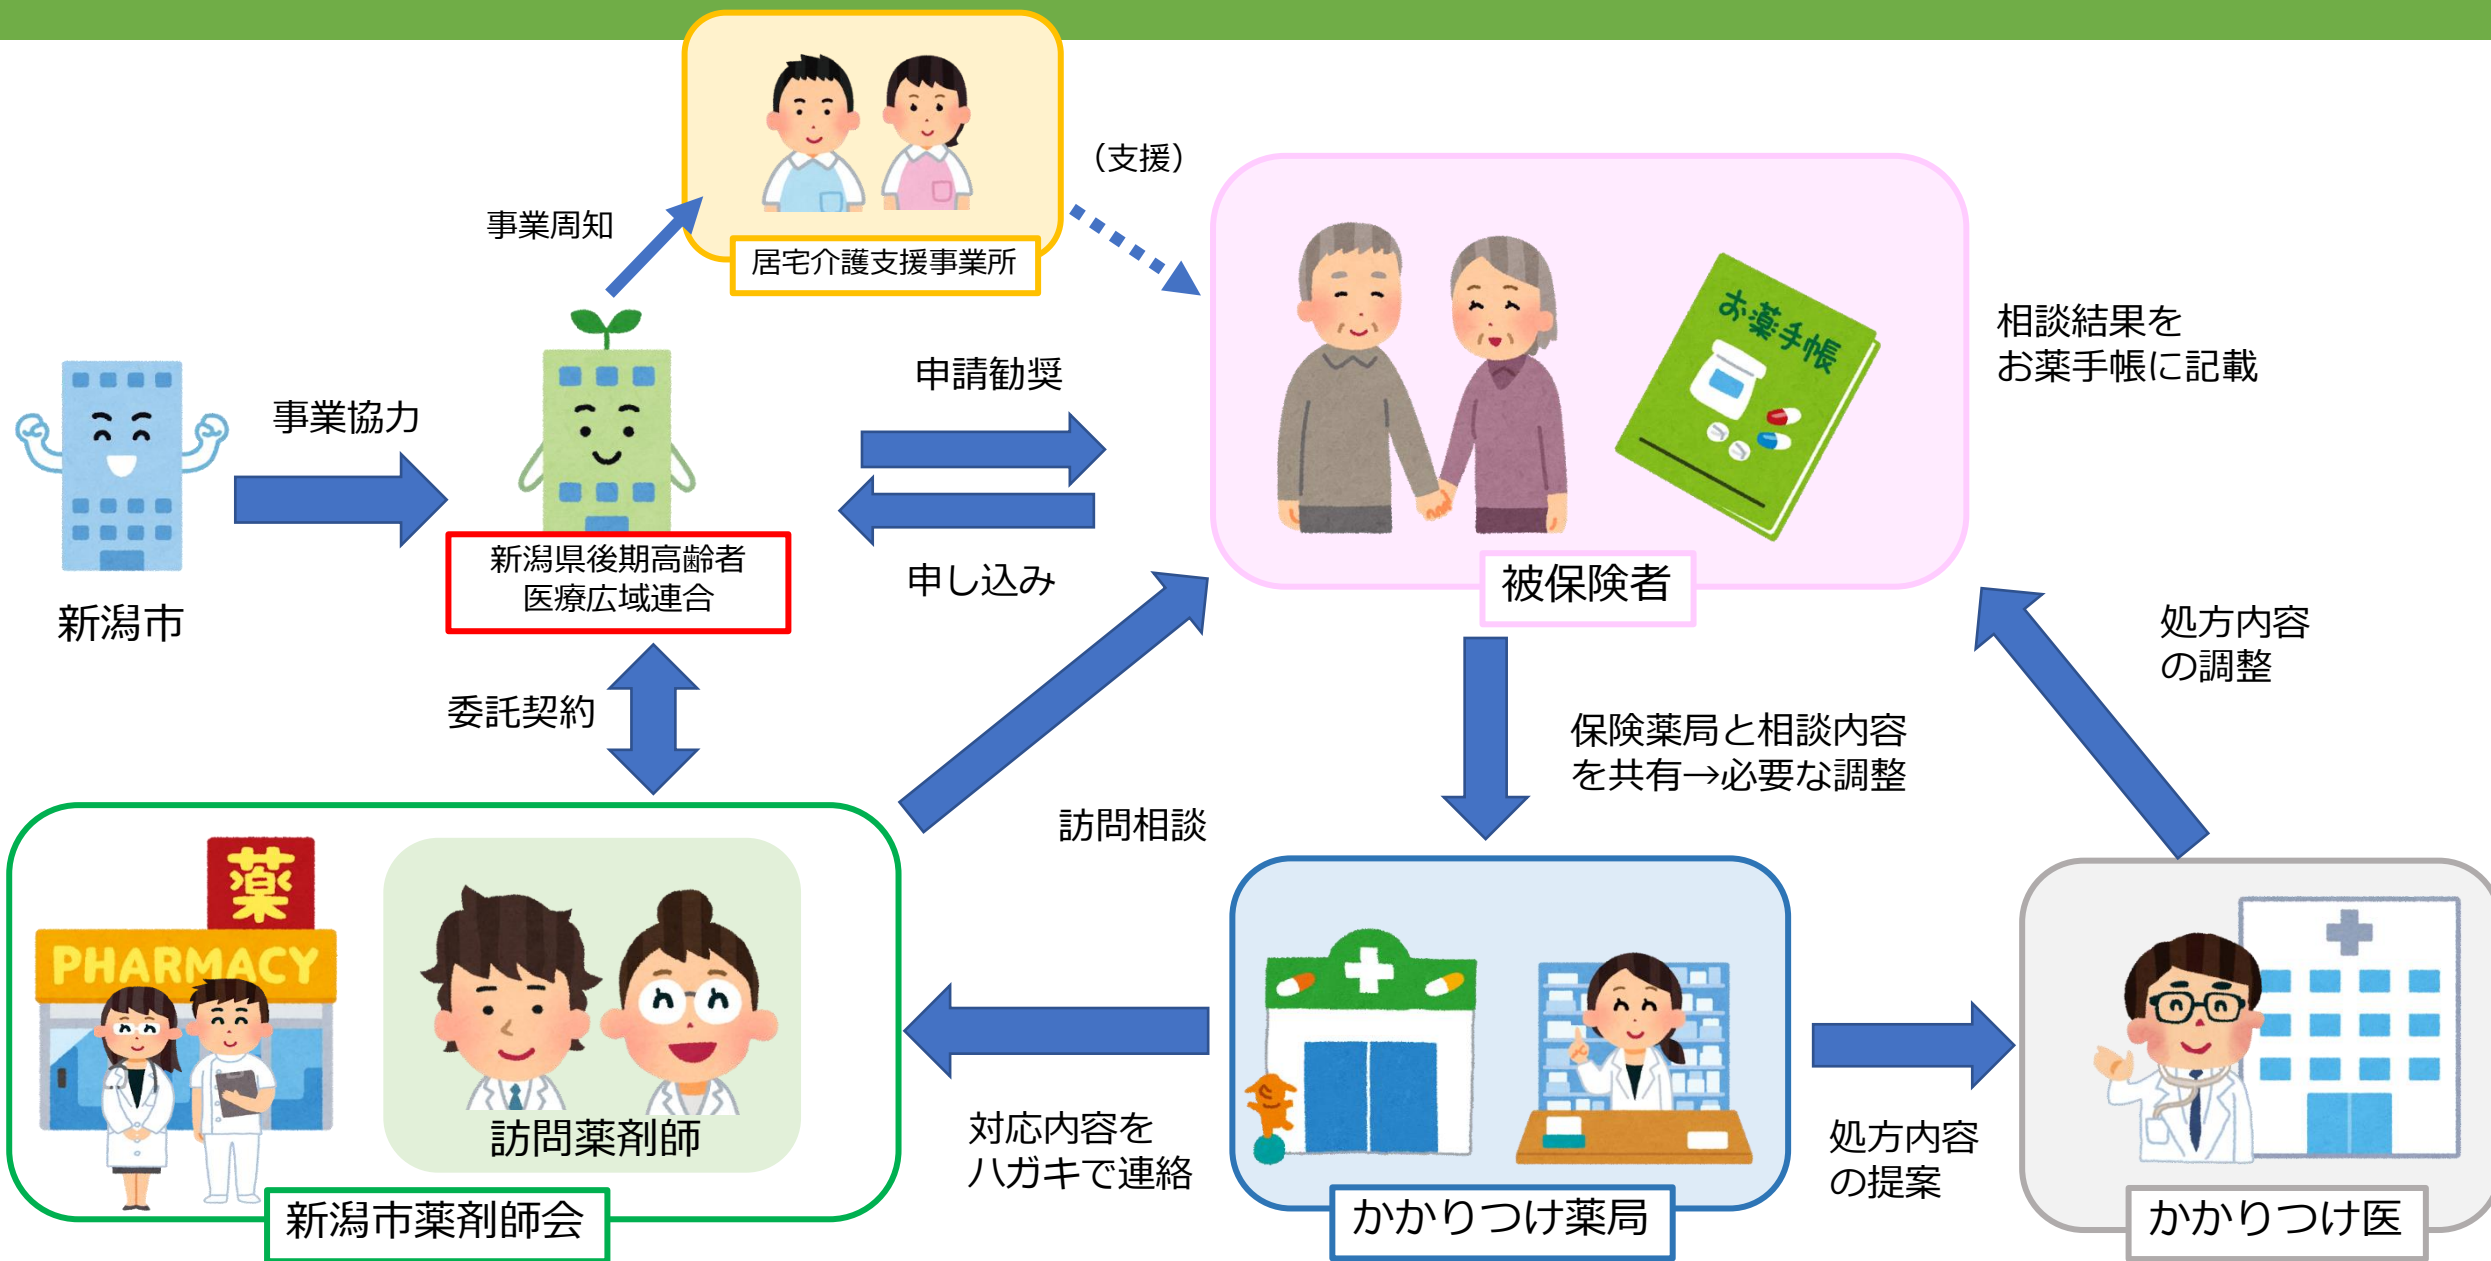 （支援）
事業周知
居宅介護支援事業所
お薬手帳
相談結果を
お薬手帳に記載
申請勧奨
事業協力
新潟県後期高齢者
医療広域連合
申し込み
被保険者
新潟市
処方内容
の調整
委託契約
保険薬局と相談内容
を共有→必要な調整
訪問相談
薬
PHARMACY
訪問薬剤師
対応内容を
ハガキで連絡
処方内容
の提案
新潟市薬剤師会
かかりつけ薬局
かかりつけ医